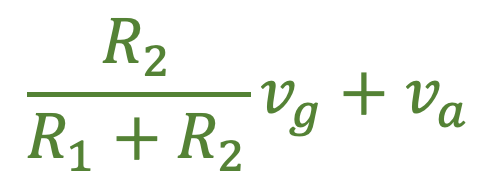 R₂
R₁ + R₂
v_g + v_a